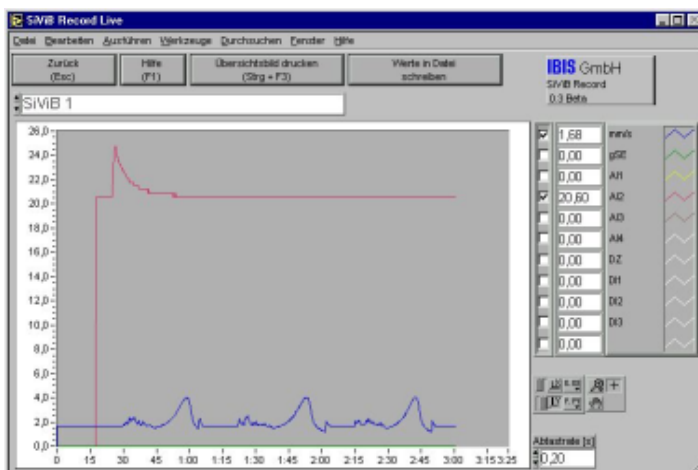 SiViB Record Live
Datei Bearbeiten Ausführen Werkzeuge Durchsuchen Fenster Hilfe
Zurück (Esc)
Hilfe (F1)
Übersichtsbild drucken (Strg + F3)
Werte in Datei schreiben
IBIS GmbH
SiViB Record
0.3 Beta
SiViB 1
26,0
24,0
22,0
20,0
18,0
16,0
14,0
12,0
10,0
8,0
6,0
4,0
2,0
0,0
0 15 30 45 1:00 1:15 1:30 1:45 2:00 2:15 2:30 2:45 3:00 3:15 3:25
1,68 mm/s
0,00 gSE
0,00 AI1
20,60 AI2
0,00 AI3
0,00 AI4
0,00 DZ
0,00 DI1
0,00 DI2
0,00 DI3
0,00
Abtastrate [s]
0,20